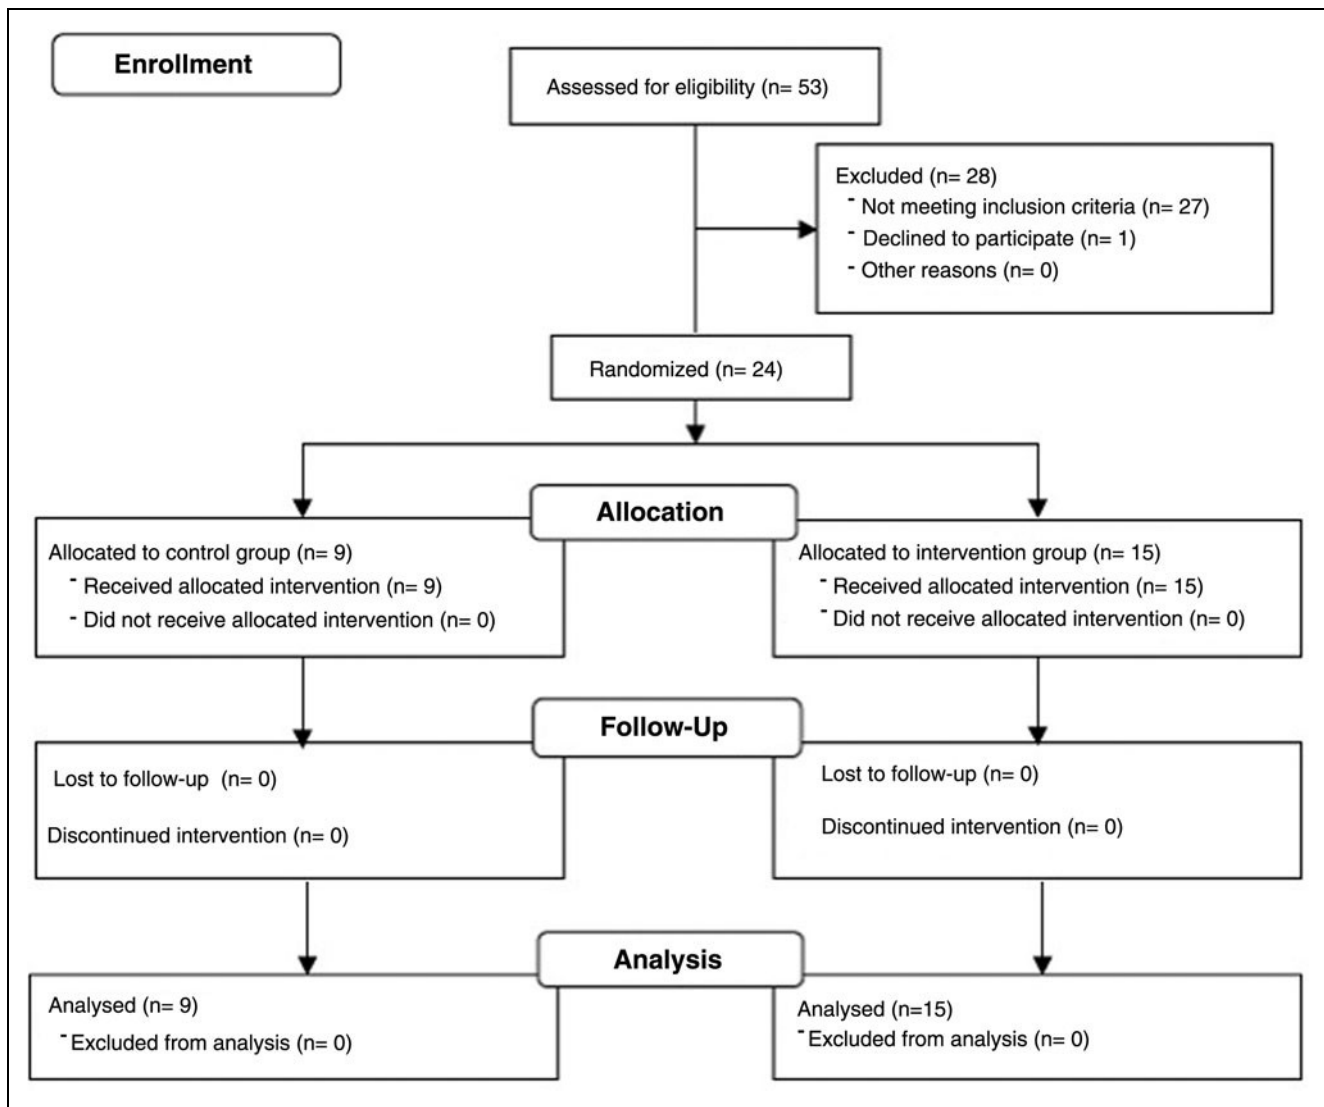 Enrollment
Assessed for eligibility (n= 53)
Excluded (n= 28)
- Not meeting inclusion criteria (n= 27)
- Declined to participate (n= 1)
- Other reasons (n= 0)
Randomized (n= 24)
Allocation
Allocated to control group (n= 9)
- Received allocated intervention (n= 9)
- Did not receive allocated intervention (n= 0)
Allocated to intervention group (n= 15)
- Received allocated intervention (n= 15)
- Did not receive allocated intervention (n= 0)
Follow-Up
Lost to follow-up (n= 0)
Discontinued intervention (n= 0)
Lost to follow-up (n= 0)
Discontinued intervention (n= 0)
Analysis
Analysed (n= 9)
- Excluded from analysis (n= 0)
Analysed (n=15)
- Excluded from analysis (n= 0)